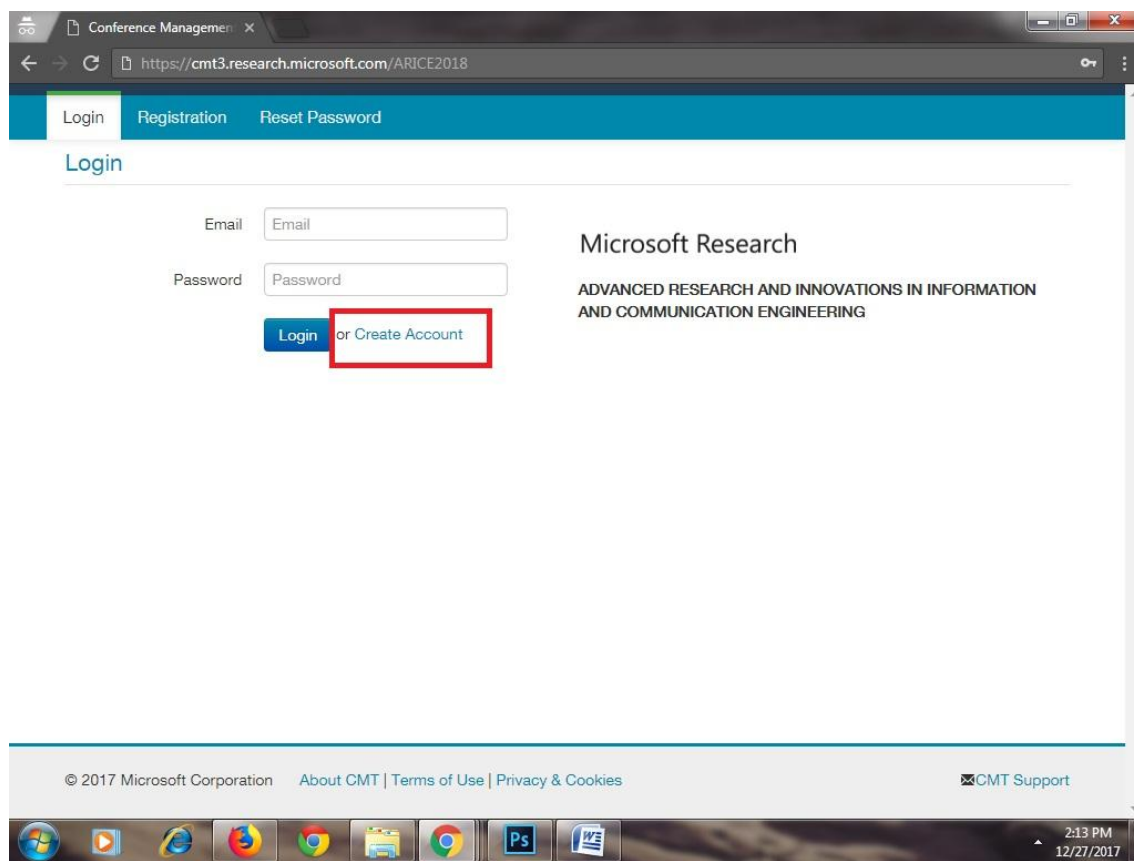 Conference Managemen
https://cmt3.research.microsoft.com/ARICE2018
Login Registration Reset Password
Login
Email Email
Password Password
Login or Create Account
Microsoft Research
ADVANCED RESEARCH AND INNOVATIONS IN INFORMATION
AND COMMUNICATION ENGINEERING
© 2017 Microsoft Corporation About CMT | Terms of Use | Privacy & Cookies CMT Support
Ps W
2:13 PM
12/27/2017